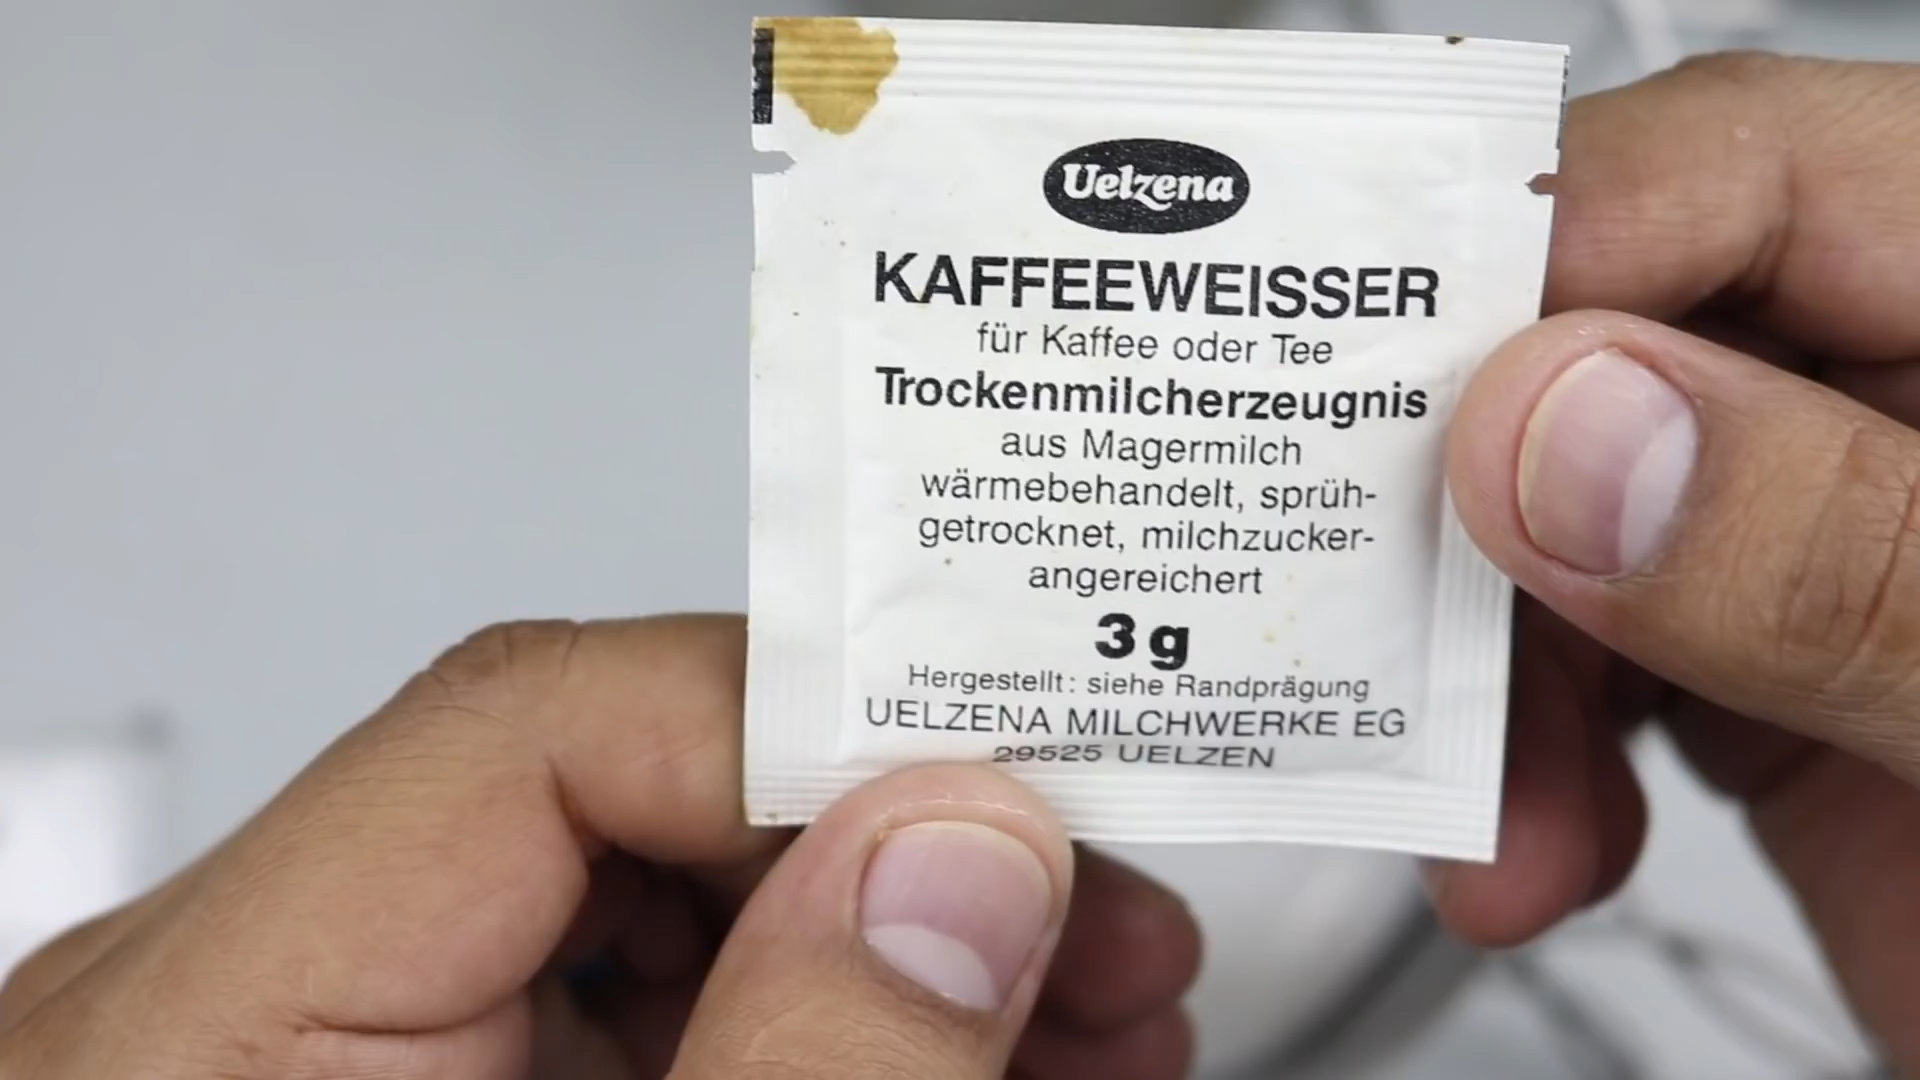 Uelzena
KAFFEEWEISSER
für Kaffee oder Tee
Trockenmilcherzeugnis
aus Magermilch
wärmebehandelt, sprüh-
getrocknet, milchzucker-
angereichert
3 g
Hergestellt: siehe Randprägung
UELZENA MILCHWERKE EG
29525 UELZEN